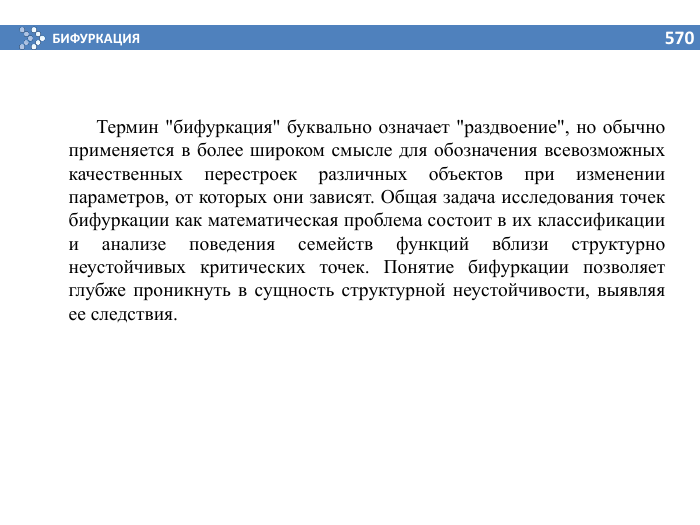 БИФУРКАЦИЯ
570
Термин "бифуркация" буквально означает "раздвоение", но обычно
применяется в более широком смысле для обозначения всевозможных
качественных перестроек различных объектов при изменении
параметров, от которых они зависят. Общая задача исследования точек
бифуркации как математическая проблема состоит в их классификации
и анализе поведения семейств функций вблизи структурно
неустойчивых критических точек. Понятие бифуркации позволяет
глубже проникнуть в сущность структурной неустойчивости, выявляя
ее следствия.